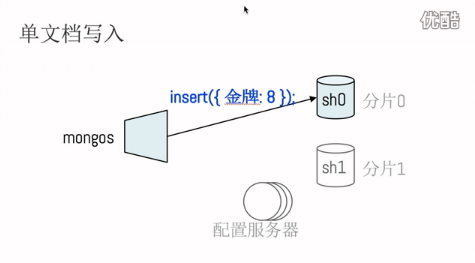 单文档写入
优酷
insert({ 金牌: 8 });
sh0
分片0
mongos
sh1
分片1
配置服务器